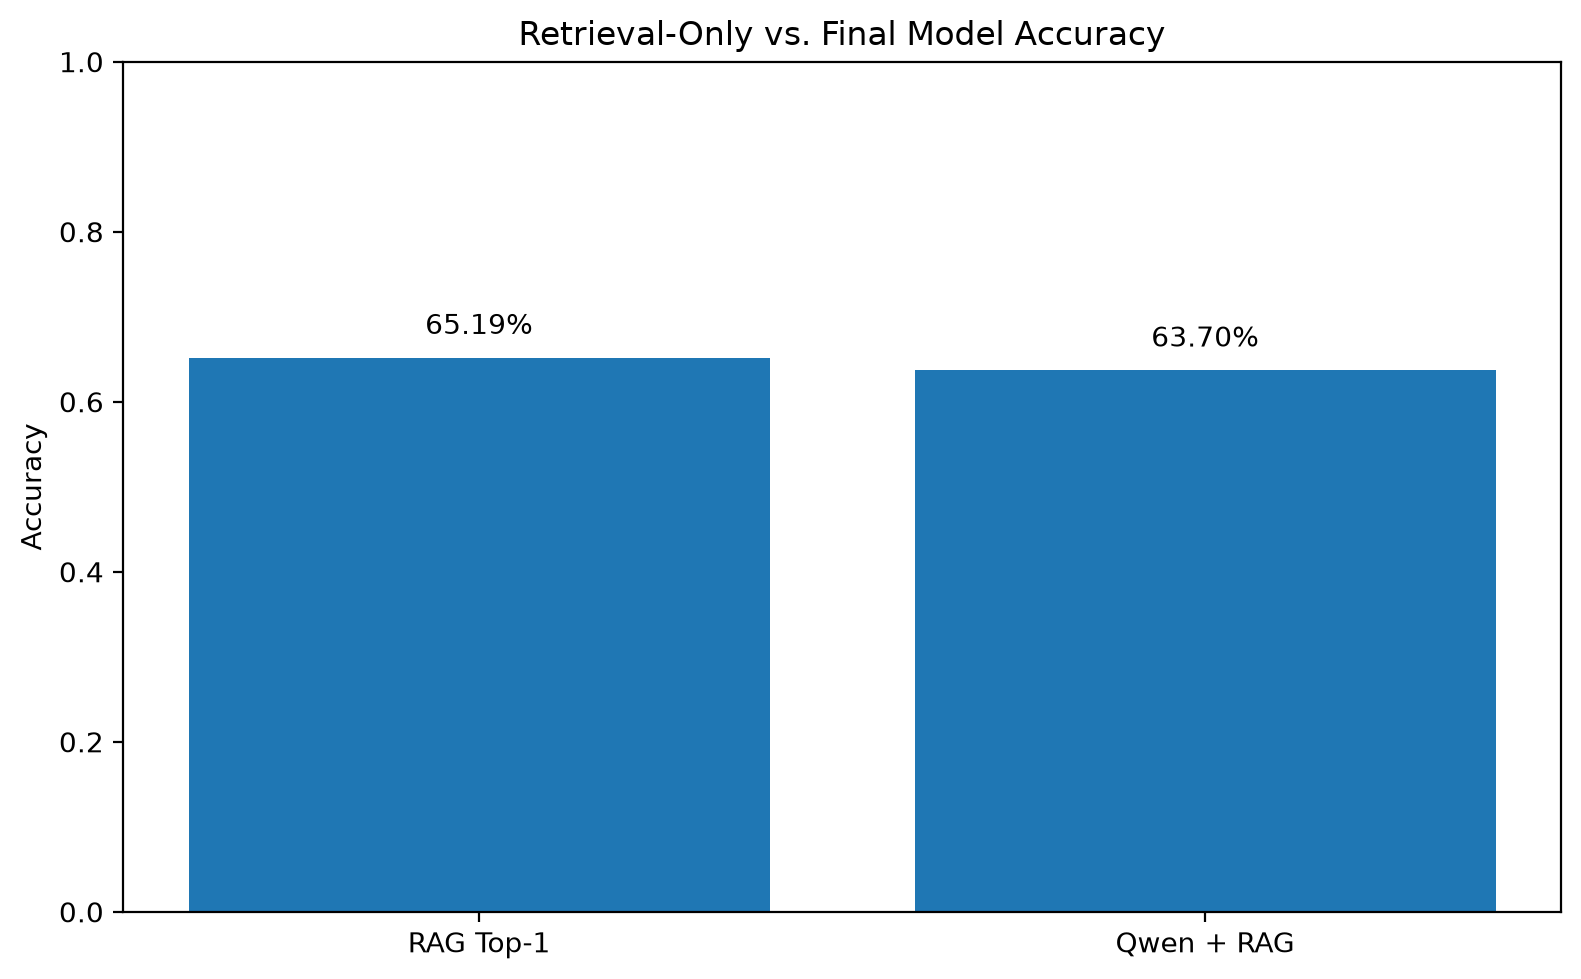 Retrieval-Only vs. Final Model Accuracy
1.0
0.8
0.6
0.4
0.2
0.0
Accuracy
65.19%
63.70%
RAG Top-1
Qwen + RAG